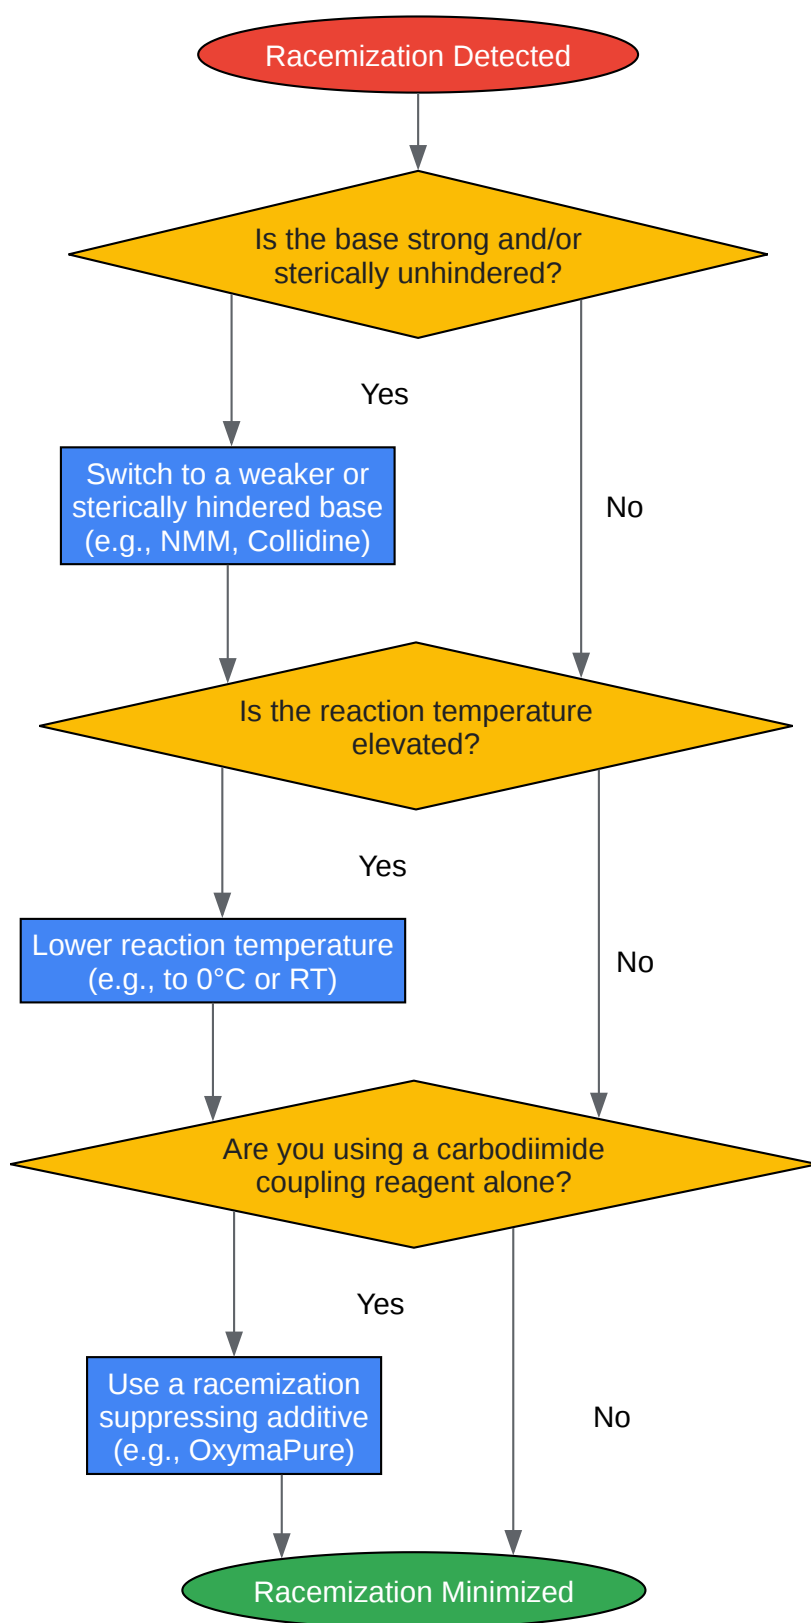 Racemization Detected
Is the base strong and/or
sterically unhindered?
Yes
Switch to a weaker or
sterically hindered base
(e.g., NMM, Collidine)
No
Is the reaction temperature
elevated?
Yes
Lower reaction temperature
(e.g., to 0°C or RT)
No
Are you using a carbodiimide
coupling reagent alone?
Yes
Use a racemization
suppressing additive
(e.g., OxymaPure)
No
Racemization Minimized